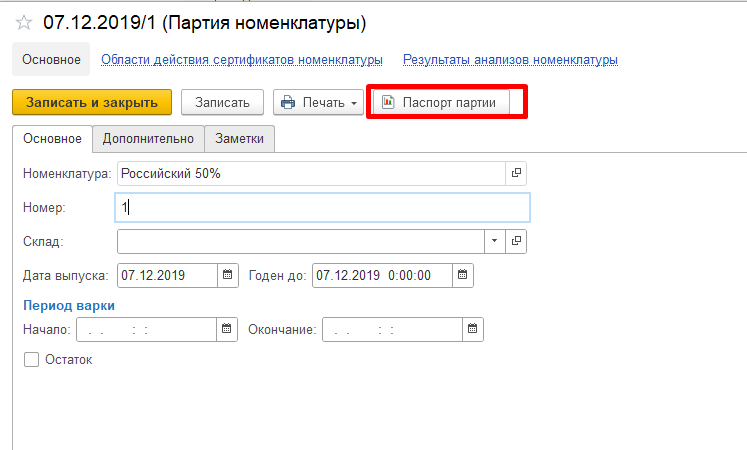 07.12.2019/1 (Партия номенклатуры)
Основное Области действия сертификатов номенклатуры Результаты анализов номенклатуры
Записать и закрыть Записать Печать Паспорт партии
Основное Дополнительно Заметки
Номенклатура: Российский 50%
Номер: 1
Склад:
Дата выпуска: 07.12.2019 Годен до: 07.12.2019 0:00:00
Период варки
Начало: . . : : Окончание: . . : :
Остаток